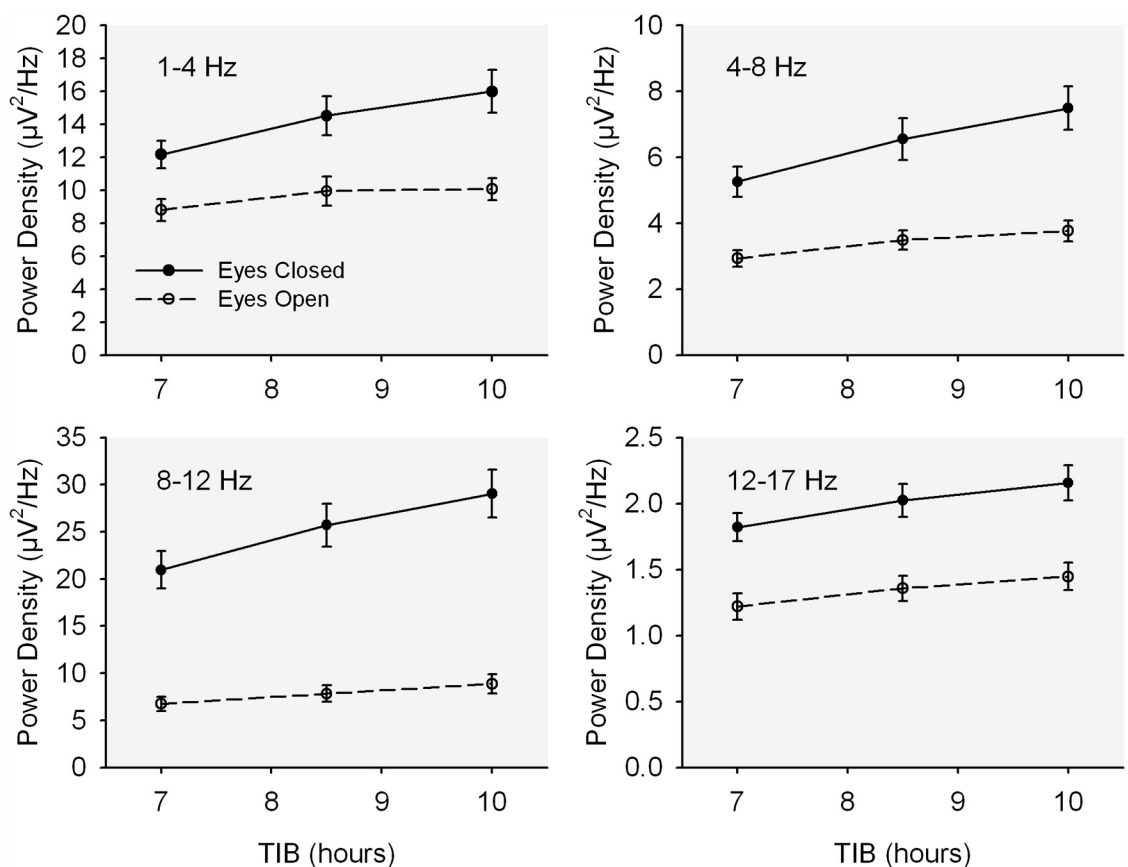 Power Density (µV²/Hz)
20
18
16
14
12
10
8
6
4
2
0
1-4 Hz
Eyes Closed
Eyes Open
7 8 9 10
Power Density (µV²/Hz)
10
8
6
4
2
0
4-8 Hz
7 8 9 10
Power Density (µV²/Hz)
35
30
25
20
15
10
5
0
8-12 Hz
7 8 9 10
TIB (hours)
Power Density (µV²/Hz)
2.5
2.0
1.5
1.0
0.5
0.0
12-17 Hz
7 8 9 10
TIB (hours)